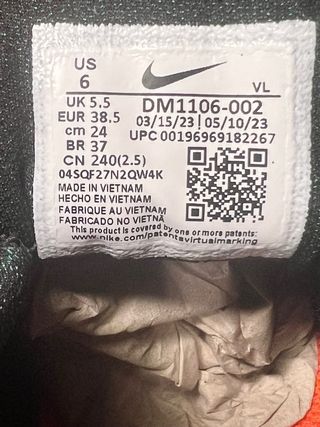 US
6
VL
UK 5.5
EUR 38.5
cm 24
BR 37
CN 240(2.5)
DM1106-002
03/15/23 | 05/10/23
UPC 00196969182267
04SQF27N2QW4K
MADE IN VIETNAM
HECHO EN VIETNAM
FABRIQUE AU VIETNAM
FABRICADO NO VIETNA
This product is covered by one or more patents:
www.nike.com/patentsvirtualmarking